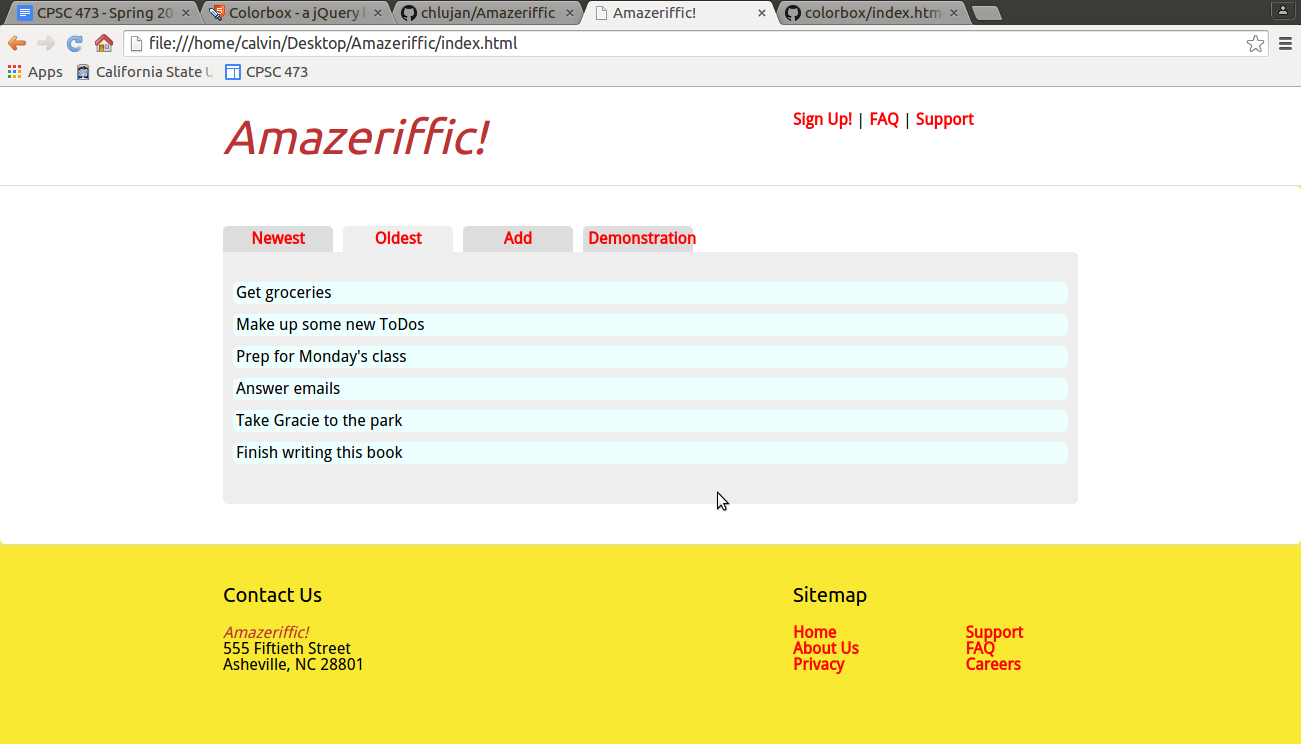 CPSC 473 - Spring 20
Colorbox - a jQuery l
chlujan/Amazeriffic
Amazeriffic!
colorbox/index.htm
file:///home/calvin/Desktop/Amazeriffic/index.html
Apps
California State U
CPSC 473
Amazeriffic!
Sign Up! | FAQ | Support
Newest
Oldest
Add
Demonstration
Get groceries
Make up some new ToDos
Prep for Monday's class
Answer emails
Take Gracie to the park
Finish writing this book
Contact Us
Amazeriffic!
555 Fiftieth Street
Asheville, NC 28801
Sitemap
Home
About Us
Privacy
Support
FAQ
Careers